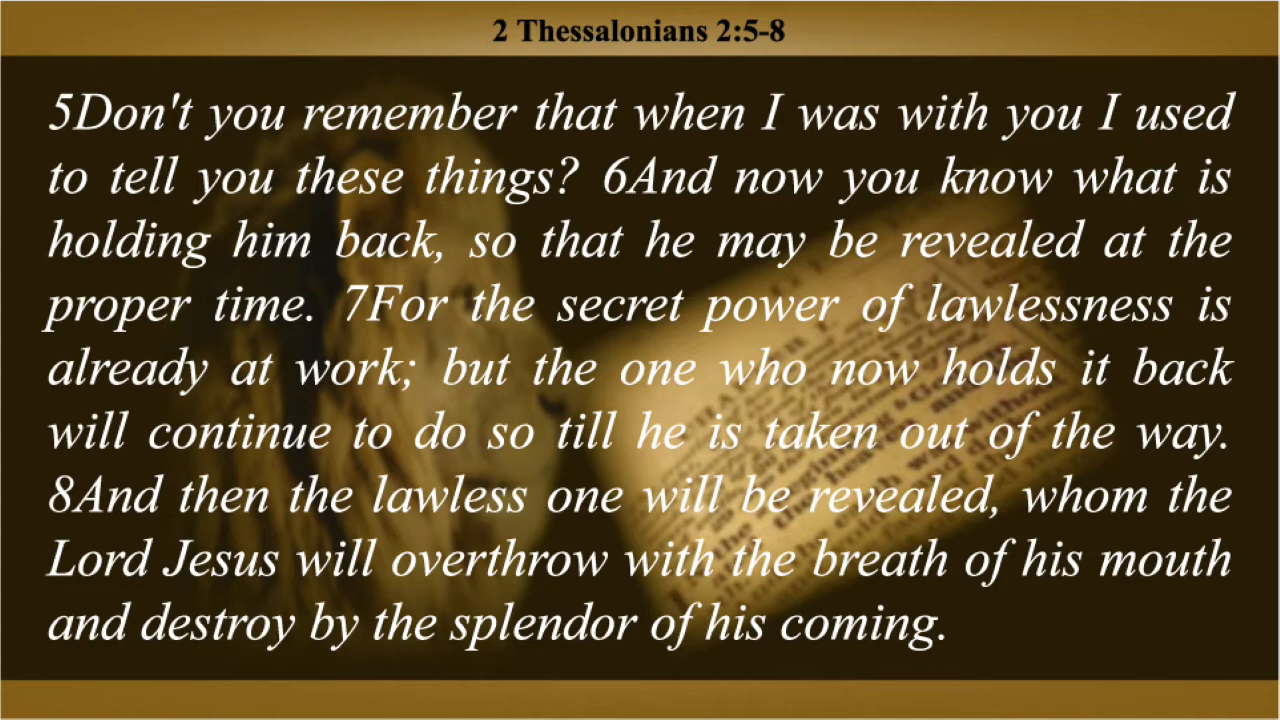 2 Thessalonians 2:5-8
5Don't you remember that when I was with you I used
to tell you these things? 6And now you know what is
holding him back, so that he may be revealed at the
proper time. 7For the secret power of lawlessness is
already at work; but the one who now holds it back
will continue to do so till he is taken out of the way.
8And then the lawless one will be revealed, whom the
Lord Jesus will overthrow with the breath of his mouth
and destroy by the splendor of his coming.